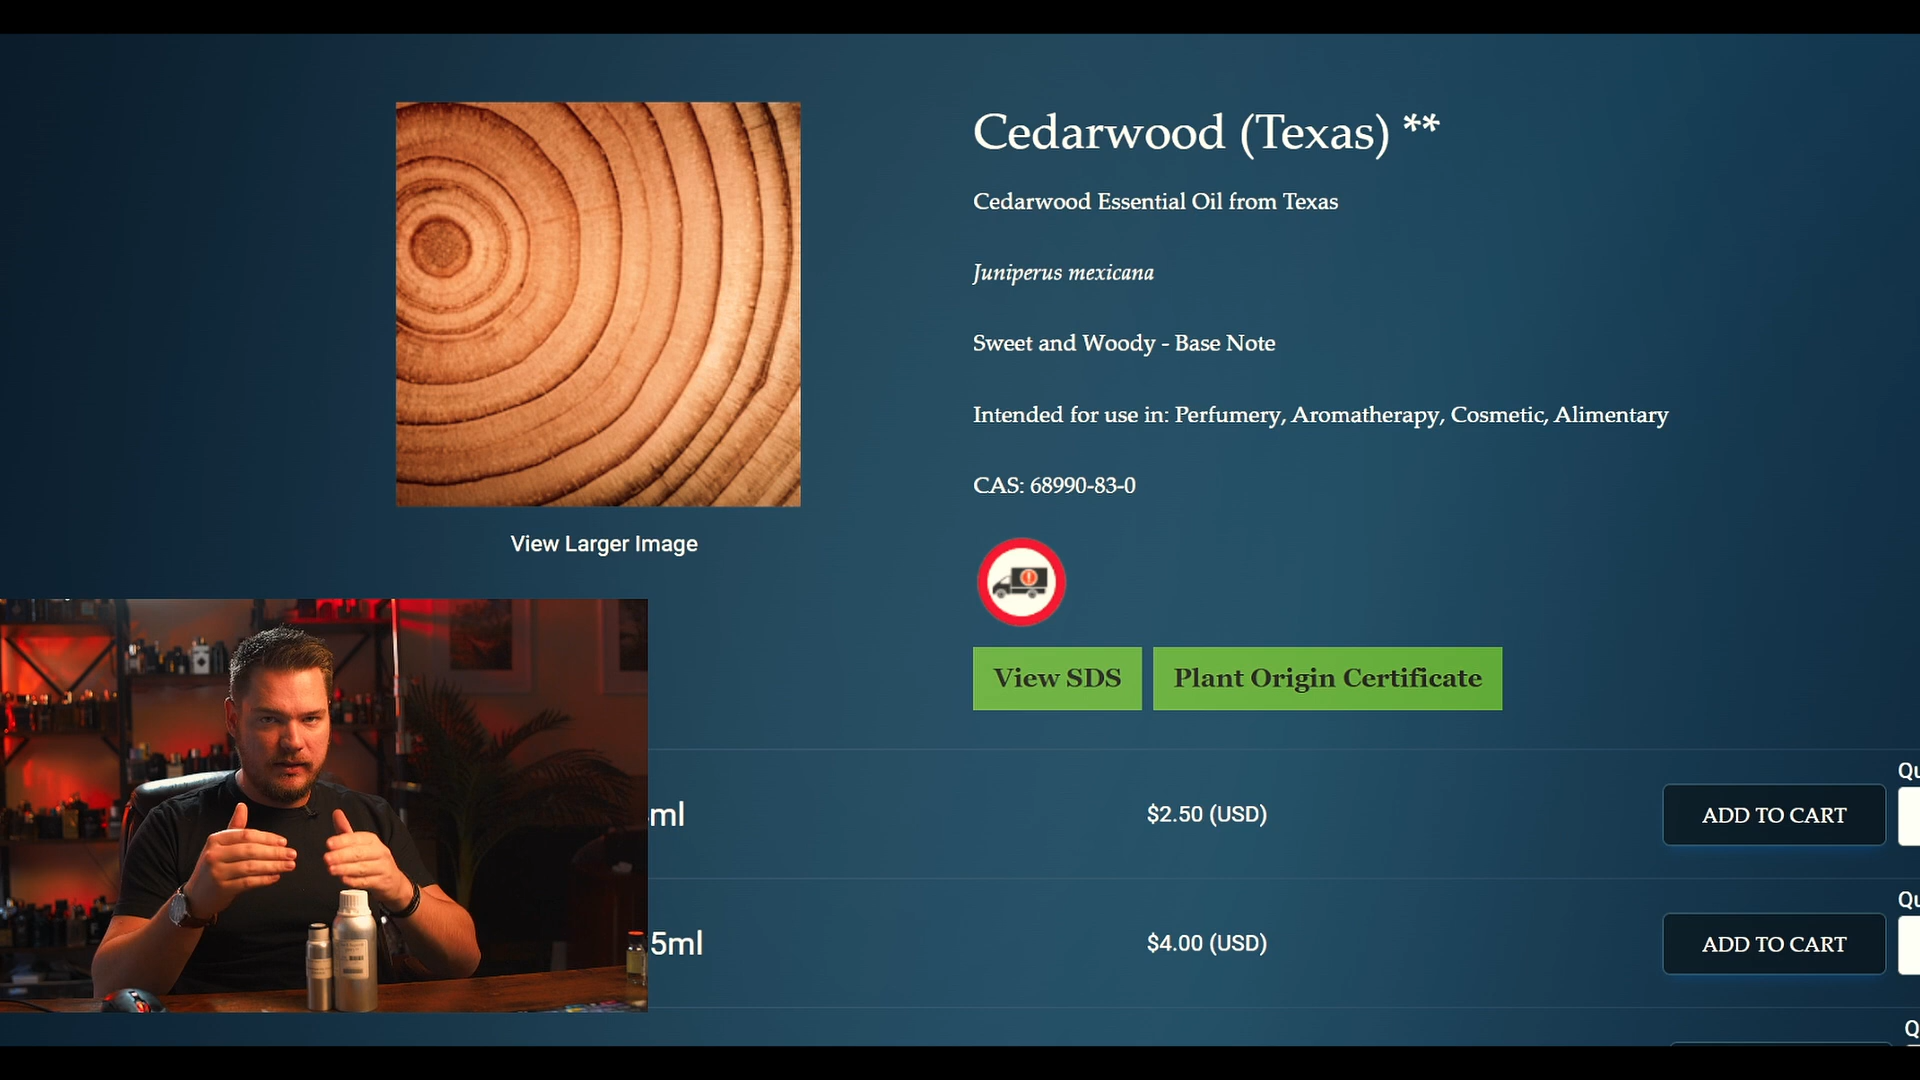 Cedarwood (Texas) **
Cedarwood Essential Oil from Texas
Juniperus mexicana
Sweet and Woody - Base Note
Intended for use in: Perfumery, Aromatherapy, Cosmetic, Alimentary
CAS: 68990-83-0
View Larger Image
View SDS
Plant Origin Certificate
ml
$2.50 (USD)
ADD TO CART
Qu
5ml
$4.00 (USD)
ADD TO CART
Qu
Q